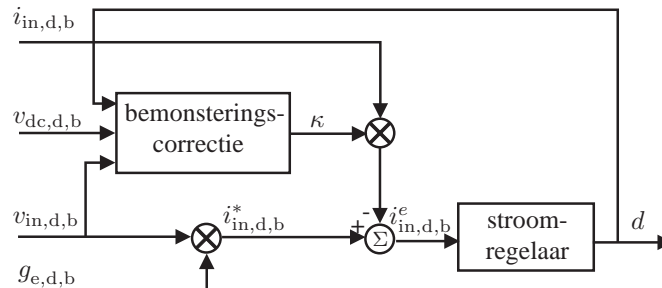 i_in,d,b
v_dc,d,b
bemonsterings-
correctie
κ
v_in,d,b
i*_in,d,b
+
-
Σ
i^e_in,d,b
stroom-
regelaar
d
g_e,d,b